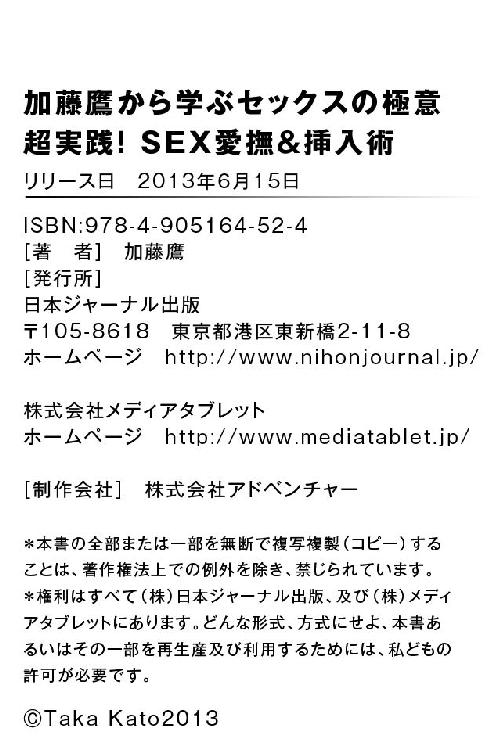 加藤鷹から学ぶセックスの極意
超実践! SEX愛撫&挿入術
リリース日　2013年6月15日
ISBN:978-4-905164-52-4
[著　者]　加藤鷹
[発行所]
日本ジャーナル出版
〒105-8618　東京都港区東新橋2-11-8
ホームページ　http://www.nihonjournal.jp/
株式会社メディアタブレット
ホームページ　http://www.mediatablet.jp/
[制作会社]　株式会社アドベンチャー
＊本書の全部または一部を無断で複写複製(コピー)する
ことは、著作権法上での例外を除き、禁じられています。
＊権利はすべて(株)日本ジャーナル出版、及び(株)メディ
アタブレットにあります。どんな形式、方式にせよ、本書あ
るいはその一部を再生産及び利用するためには、私どもの
許可が必要です。
©Taka Kato2013